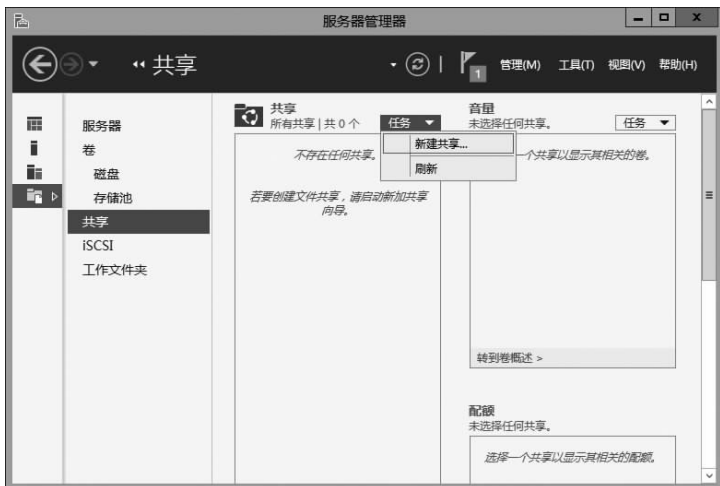 服务器管理器
共享
1
管理(M) 工具(T) 视图(V) 帮助(H)
服务器
卷
磁盘
存储池
共享
iSCSI
工作文件夹
共享
所有共享 | 共 0 个
任务
新建共享...
刷新
不存在任何共享。
若要创建文件共享，请启动新加共享
向导。
音量
未选择任何共享。
任务
一个共享以显示其相关的卷。
转到卷概述 >
配额
未选择任何共享。
选择一个共享以显示其相关的配额。